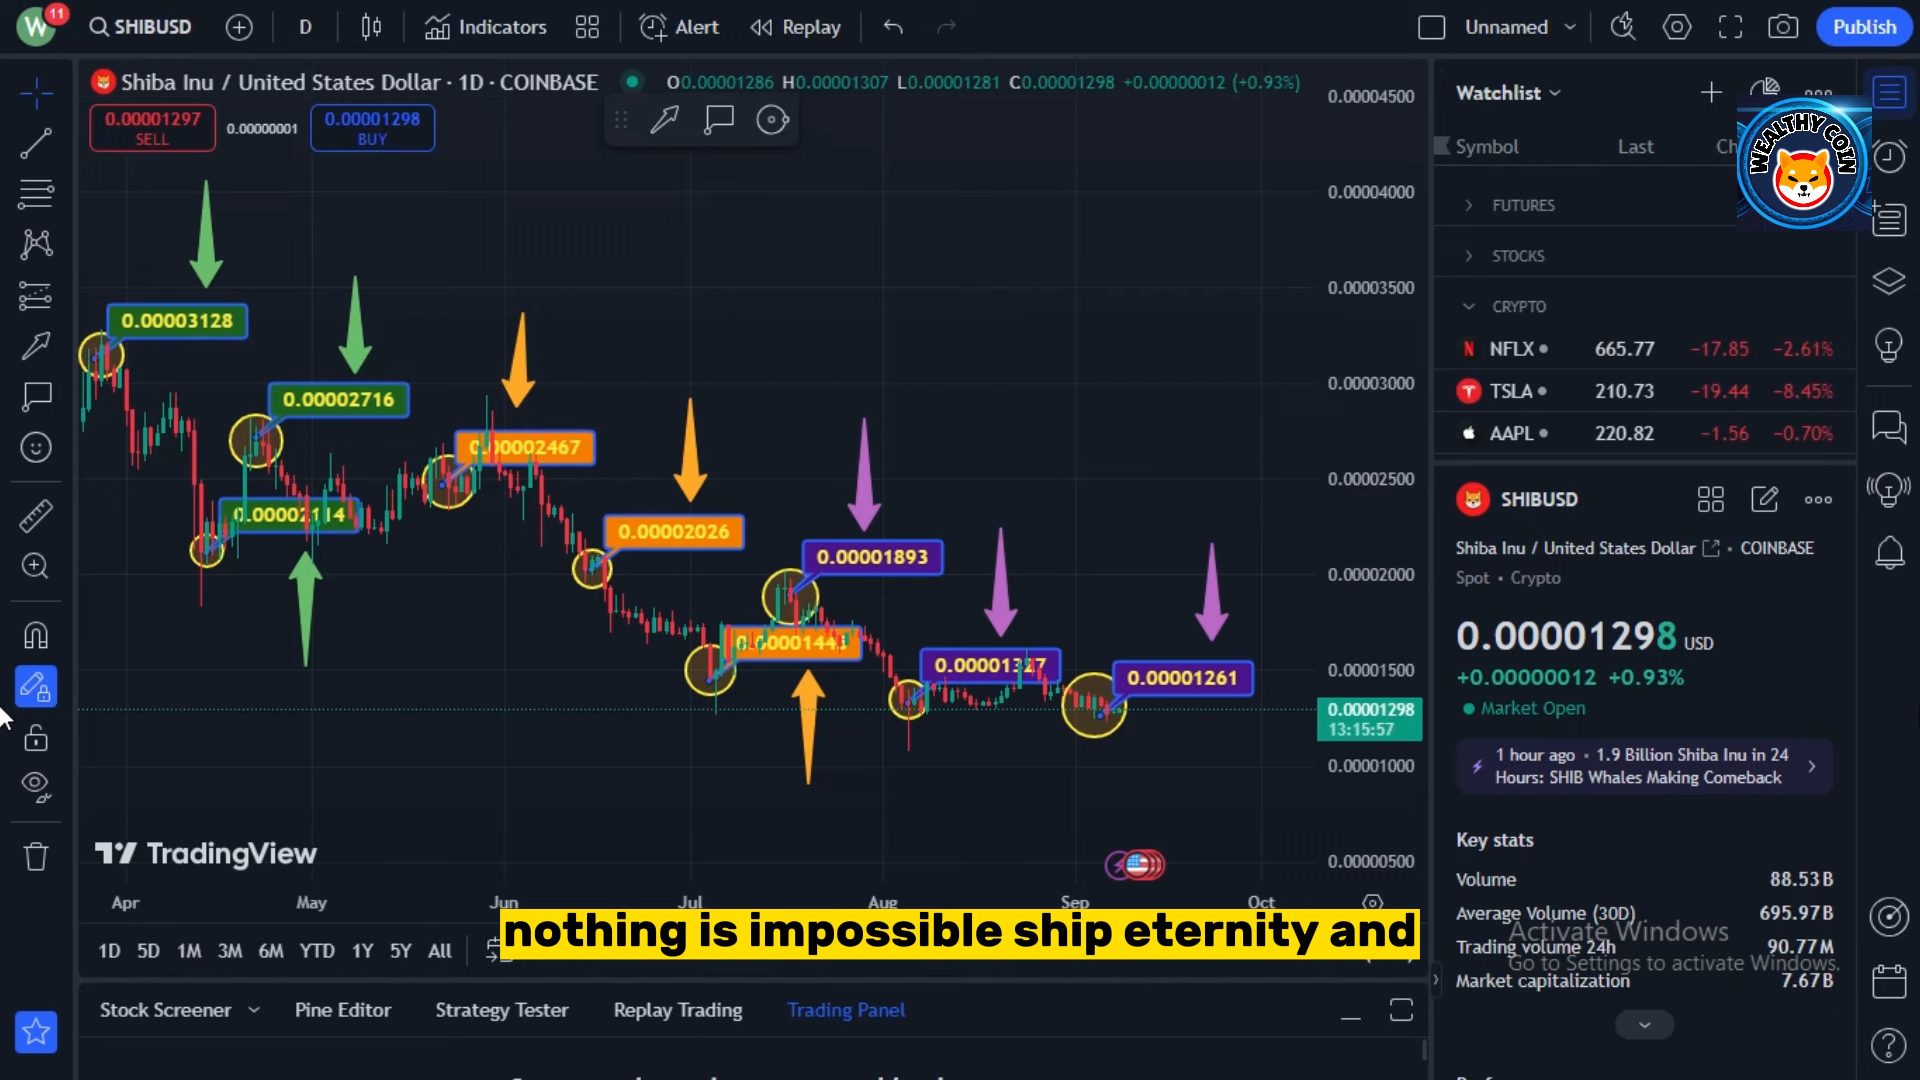 W 11 SHIBUSD D Indicators Alert Replay Unnamed Publish
Shiba Inu / United States Dollar · 1D · COINBASE O0.00001286 H0.00001307 L0.00001281 C0.00001298 +0.00000012 (+0.93%)
0.00001297
SELL
0.00000001
0.00001298
BUY
0.00004500
0.00004000
0.00003500
0.00003000
0.00002500
0.00002000
0.00001500
0.00001298
13:15:57
0.00001000
0.00000500
0.00003128
0.00002716
0.00002114
0.00002467
0.00002026
0.00001443
0.00001893
0.00001327
0.00001261
TradingView
Apr May Jun Jul Aug Sep Oct
nothing is impossible ship eternity and
1D 5D 1M 3M 6M YTD 1Y 5Y All
Stock Screener Pine Editor Strategy Tester Replay Trading Trading Panel
Watchlist
WEALTHY COIN
Symbol Last Ch
FUTURES
STOCKS
CRYPTO
NFLX 665.77 −17.85 −2.61%
TSLA 210.73 −19.44 −8.45%
AAPL 220.82 −1.56 −0.70%
SHIBUSD
Shiba Inu / United States Dollar • COINBASE
Spot • Crypto
0.00001298 USD
+0.00000012 +0.93%
Market Open
1 hour ago • 1.9 Billion Shiba Inu in 24
Hours: SHIB Whales Making Comeback
Key stats
Volume 88.53B
Average Volume (30D) 695.97B
Activate Windows
Trading volume 24h 90.77M
Go to Settings to activate Windows.
Market capitalization 7.67B